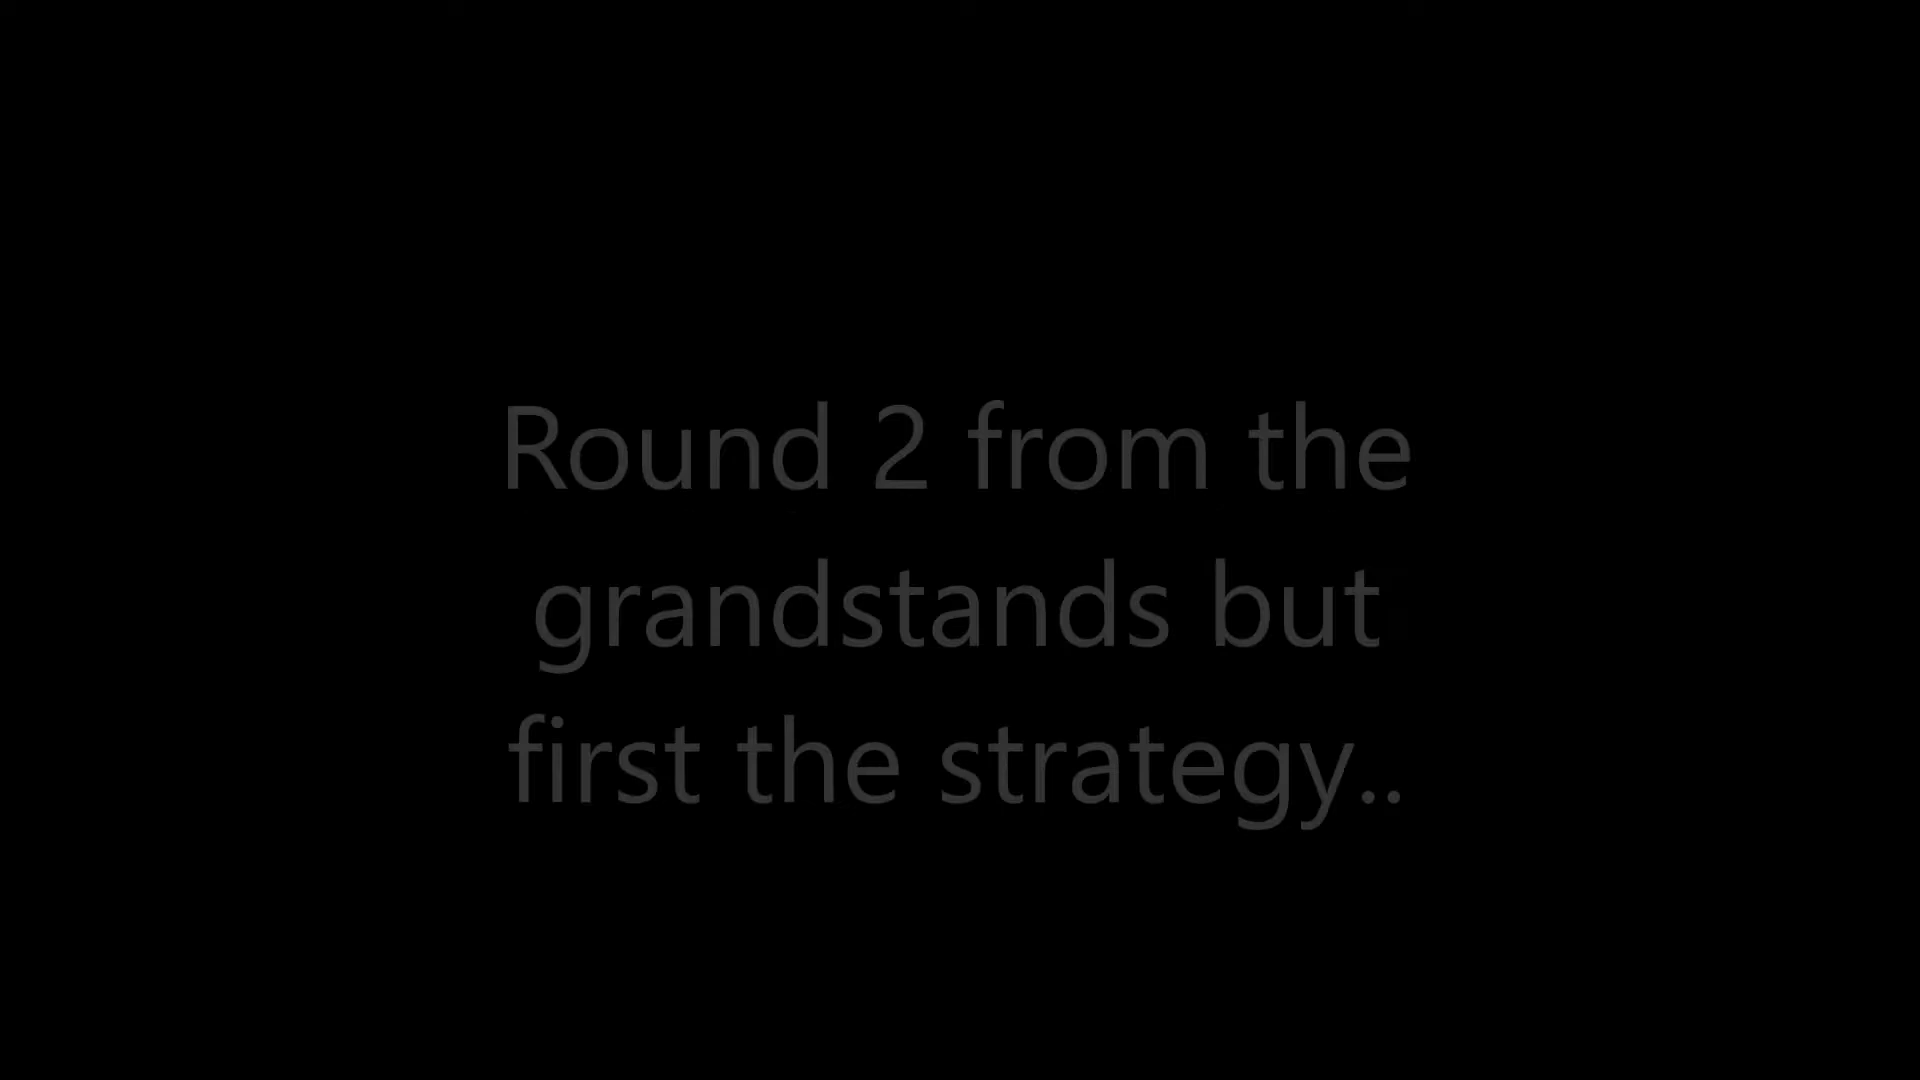 Round 2 from the
grandstands but
first the strategy..